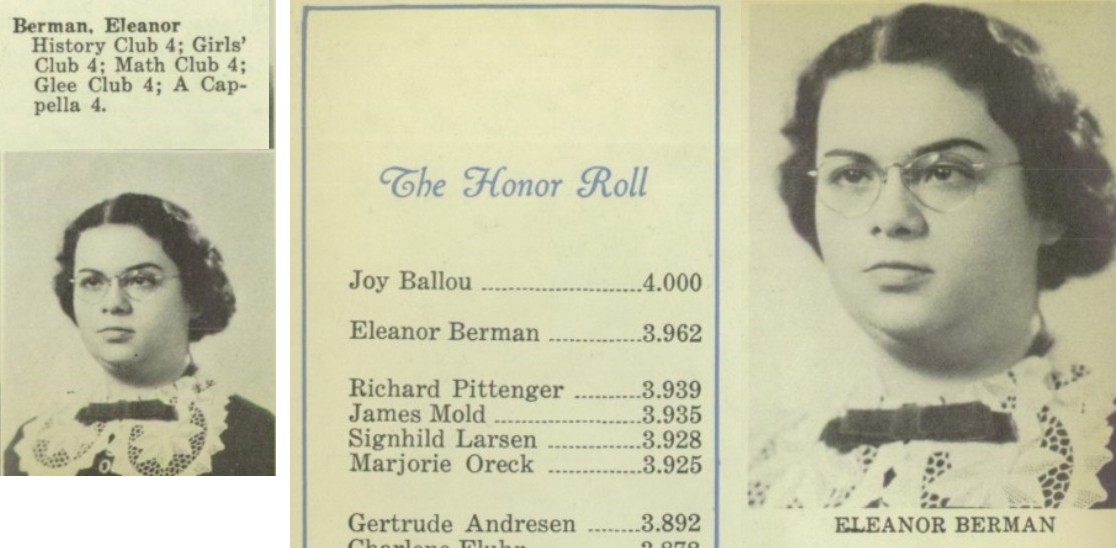 Berman, Eleanor
History Club 4; Girls'
Club 4; Math Club 4;
Glee Club 4; A Cap-
pella 4.
The Honor Roll
Joy Ballou ........................4.000
Eleanor Berman ..............3.962
Richard Pittenger ..........3.939
James Mold ......................3.935
Signhild Larsen ................3.928
Marjorie Oreck ................3.925
Gertrude Andresen ........3.892
ELEANOR BERMAN